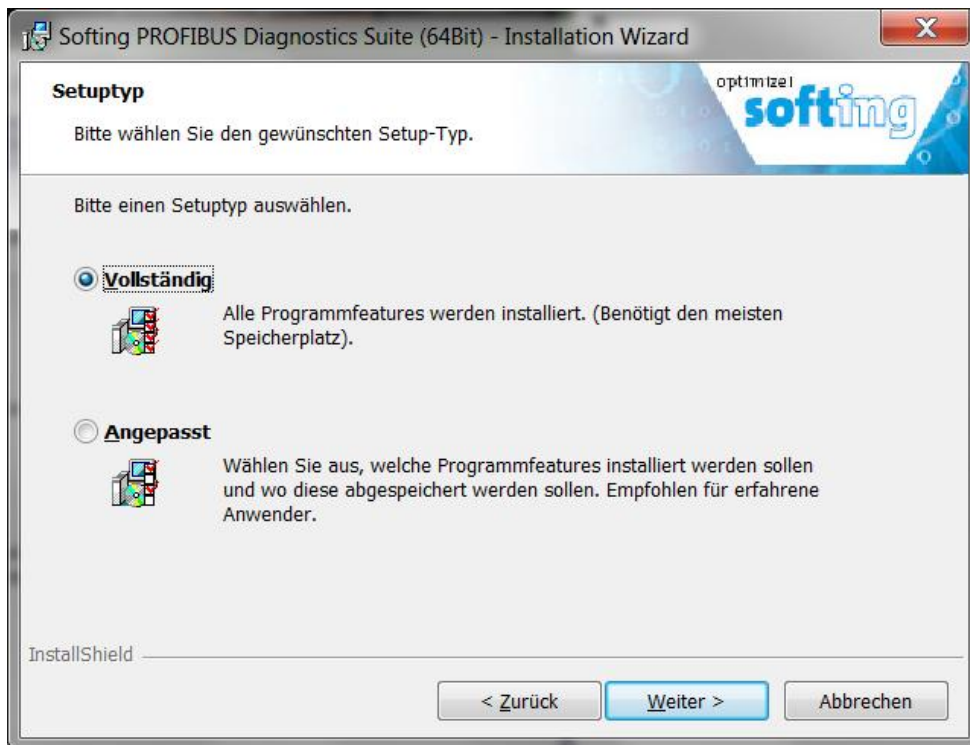 Softing PROFIBUS Diagnostics Suite (64Bit) - Installation Wizard
Setuptyp
Bitte wählen Sie den gewünschten Setup-Typ.
optimize!
softing
Bitte einen Setuptyp auswählen.
Vollständig
Alle Programmfeatures werden installiert. (Benötigt den meisten
Speicherplatz).
Angepasst
Wählen Sie aus, welche Programmfeatures installiert werden sollen
und wo diese abgespeichert werden sollen. Empfohlen für erfahrene
Anwender.
InstallShield
< Zurück
Weiter >
Abbrechen